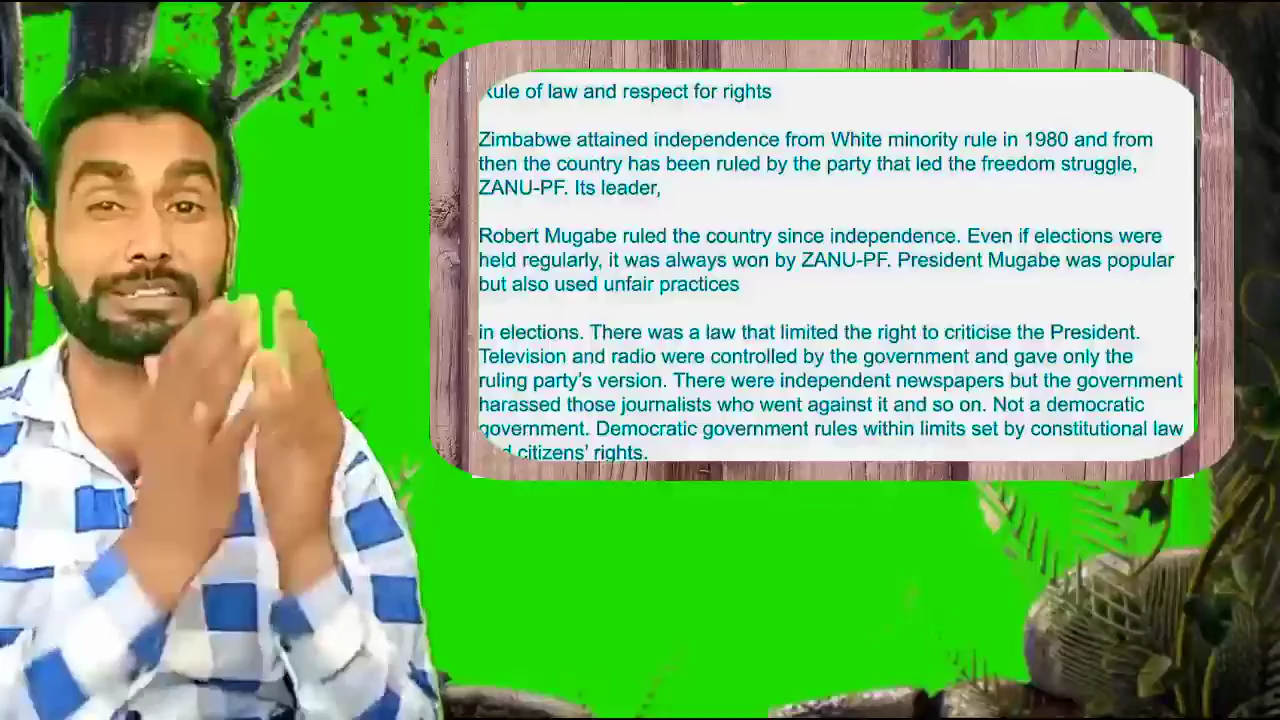 Rule of law and respect for rights
Zimbabwe attained independence from White minority rule in 1980 and from
then the country has been ruled by the party that led the freedom struggle,
ZANU-PF. Its leader,
Robert Mugabe ruled the country since independence. Even if elections were
held regularly, it was always won by ZANU-PF. President Mugabe was popular
but also used unfair practices
in elections. There was a law that limited the right to criticise the President.
Television and radio were controlled by the government and gave only the
ruling party's version. There were independent newspapers but the government
harassed those journalists who went against it and so on. Not a democratic
government. Democratic government rules within limits set by constitutional law
and citizens' rights.